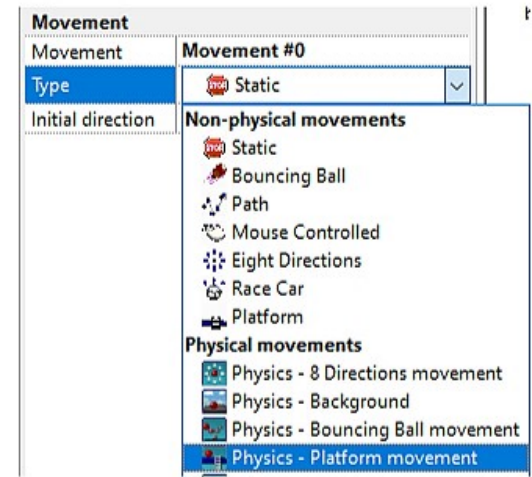 Movement
Movement Movement #0
Type Static
Initial direction Non-physical movements
Static
Bouncing Ball
Path
Mouse Controlled
Eight Directions
Race Car
Platform
Physical movements
Physics - 8 Directions movement
Physics - Background
Physics - Bouncing Ball movement
Physics - Platform movement